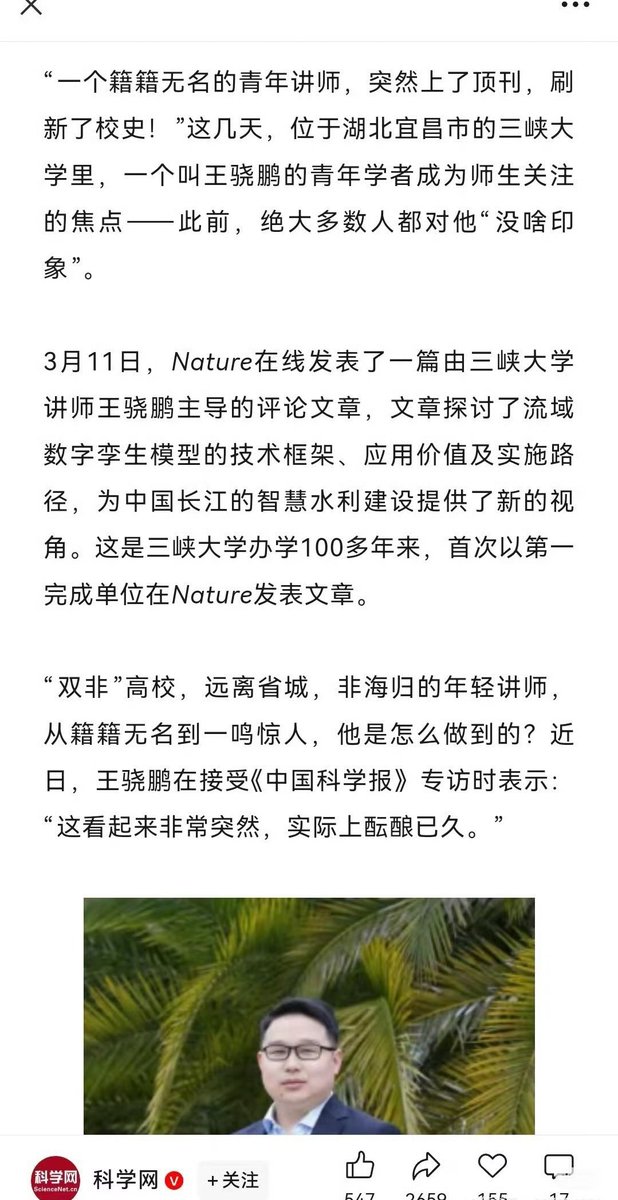 “一个籍籍无名的青年讲师，突然上了顶刊，刷
新了校史！”这几天，位于湖北宜昌市的三峡大
学里，一个叫王骁鹏的青年学者成为师生关注
的焦点——此前，绝大多数人都对他“没啥印
象”。
3月11日，Nature在线发表了一篇由三峡大学
讲师王骁鹏主导的评论文章，文章探讨了流域
数字孪生模型的技术框架、应用价值及实施路
径，为中国长江的智慧水利建设提供了新的视
角。这是三峡大学办学100多年来，首次以第一
完成单位在Nature发表文章。
“双非”高校，远离省城，非海归的年轻讲师，
从籍籍无名到一鸣惊人，他是怎么做到的？近
日，王骁鹏在接受《中国科学报》专访时表示：
“这看起来非常突然，实际上酝酿已久。”
科学网
ScienceNet.cn
科学网
+关注
547
2659
155
17